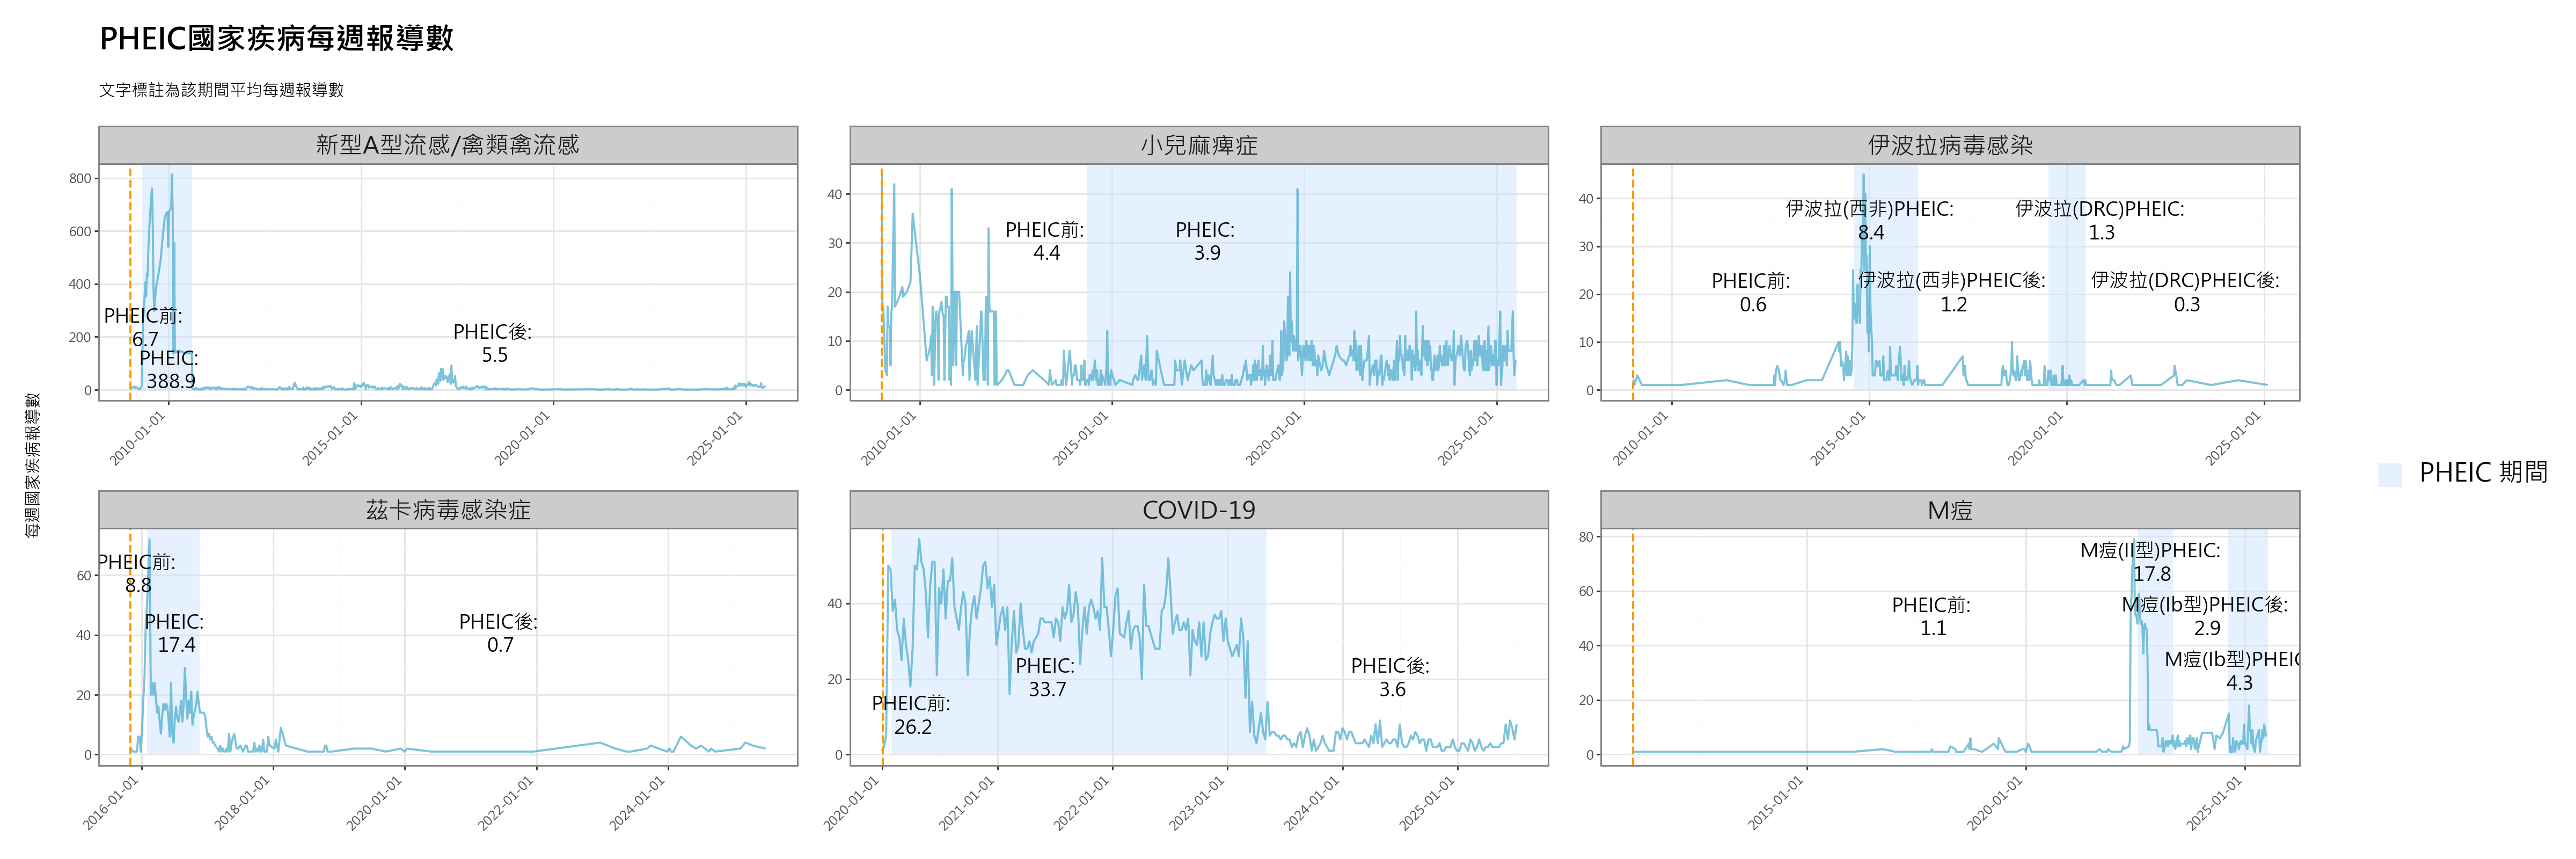 PHEIC國家疾病每週報導數
文字標註為該期間平均每週報導數
每週國家疾病報導數
新型A型流感/禽類禽流感
800
600
400
200
0
PHEIC前:
6.7
PHEIC:
388.9
PHEIC後:
5.5
2010-01-01
2015-01-01
2020-01-01
2025-01-01
小兒麻痺症
40
30
20
10
0
PHEIC前:
4.4
PHEIC:
3.9
2010-01-01
2015-01-01
2020-01-01
2025-01-01
伊波拉病毒感染
40
30
20
10
0
伊波拉(西非)PHEIC:
8.4
伊波拉(DRC)PHEIC:
1.3
PHEIC前:
0.6
伊波拉(西非)PHEIC後:
1.2
伊波拉(DRC)PHEIC後:
0.3
2010-01-01
2015-01-01
2020-01-01
2025-01-01
茲卡病毒感染症
60
40
20
0
PHEIC前:
8.8
PHEIC:
17.4
PHEIC後:
0.7
2016-01-01
2018-01-01
2020-01-01
2022-01-01
2024-01-01
COVID-19
40
20
0
PHEIC前:
26.2
PHEIC:
33.7
PHEIC後:
3.6
2020-01-01
2021-01-01
2022-01-01
2023-01-01
2024-01-01
2025-01-01
M痘
80
60
40
20
0
PHEIC前:
1.1
M痘(II型)PHEIC:
17.8
M痘(Ib型)PHEIC後:
2.9
M痘(Ib型)PHEIC
4.3
2015-01-01
2020-01-01
2025-01-01
PHEIC 期間